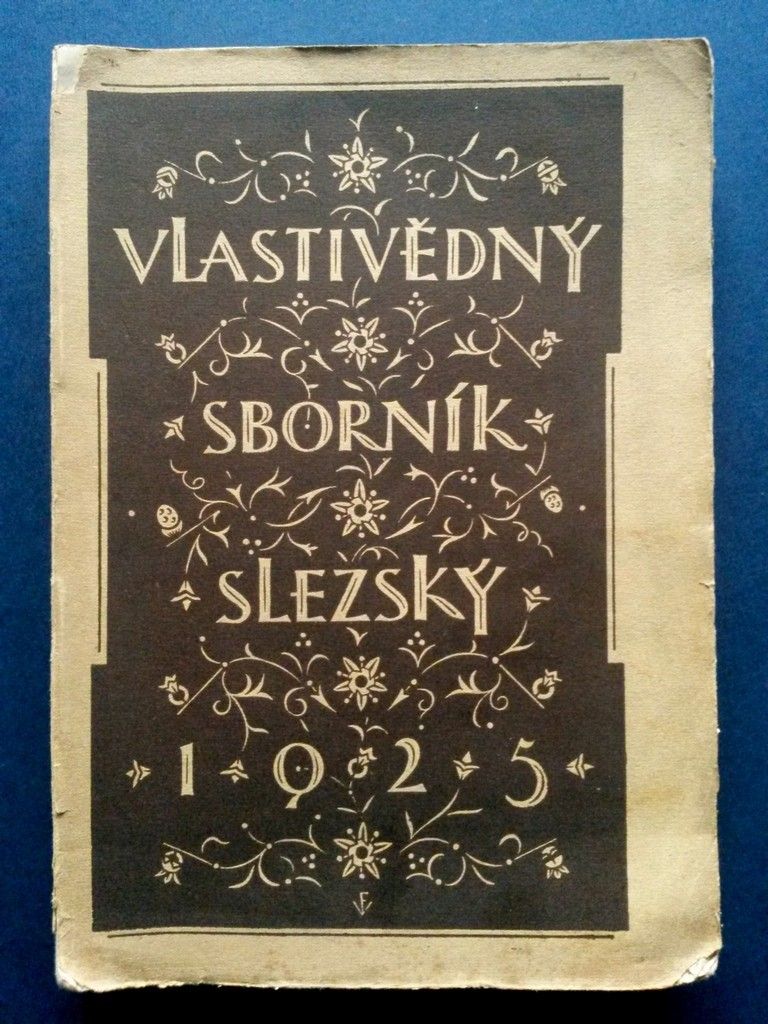 VLASTIVĚDNÝ
SBORNÍK
SLEZSKÝ
1925